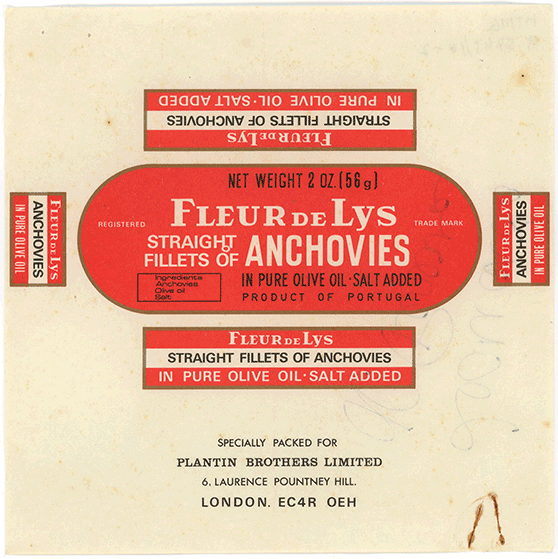 IN PURE OLIVE OIL·SALT ADDED
STRAIGHT FILLETS OF ANCHOVIES
FLEUR DE LYS
NET WEIGHT 2 OZ.(56g)
REGISTERED
FLEUR DE LYS
TRADE MARK
STRAIGHT
FILLETS OF ANCHOVIES
Ingredients
Anchovies
Olive oil
Salt
IN PURE OLIVE OIL·SALT ADDED
PRODUCT OF PORTUGAL
FLEUR DE LYS
ANCHOVIES
IN PURE OLIVE OIL
FLEUR DE LYS
ANCHOVIES
IN PURE OLIVE OIL
FLEUR DE LYS
STRAIGHT FILLETS OF ANCHOVIES
IN PURE OLIVE OIL·SALT ADDED
SPECIALLY PACKED FOR
PLANTIN BROTHERS LIMITED
6, LAURENCE POUNTNEY HILL.
LONDON. EC4R OEH